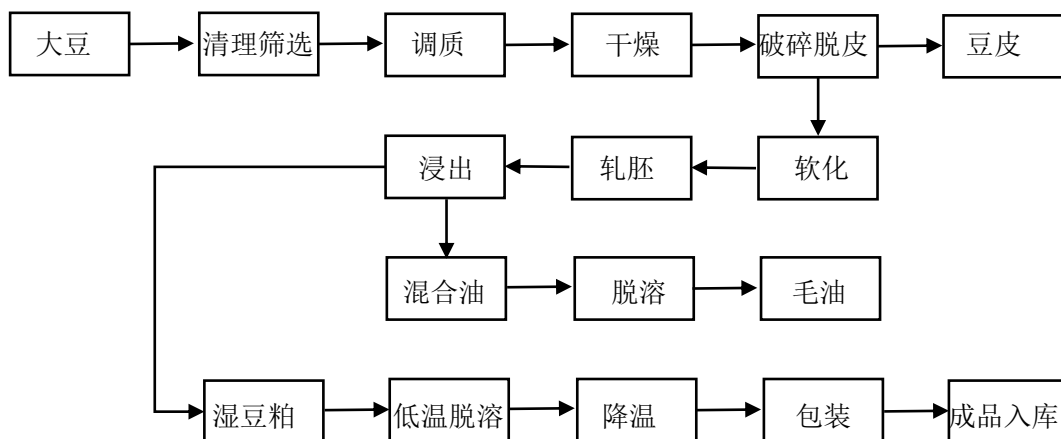 大豆
清理筛选
调质
干燥
破碎脱皮
豆皮
浸出
轧胚
软化
混合油
脱溶
毛油
湿豆粕
低温脱溶
降温
包装
成品入库